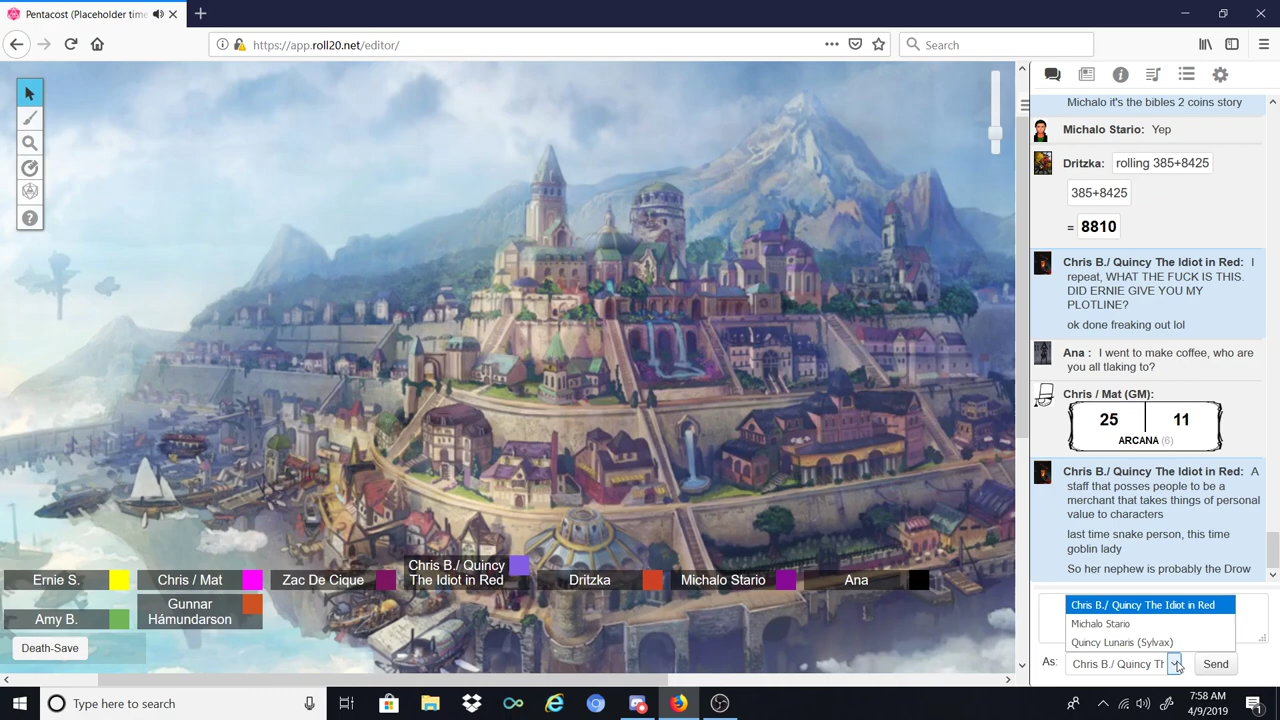 Pentacost (Placeholder time
https://app.roll20.net/editor/
Search
Michalo it's the bibles 2 coins story
Michalo Stario: Yep
Dritzka: rolling 385+8425
385+8425
= 8810
Chris B./ Quincy The Idiot in Red: I
repeat, WHAT THE FUCK IS THIS.
DID ERNIE GIVE YOU MY
PLOTLINE?
ok done freaking out lol
Ana : I went to make coffee, who are
you all tlaking to?
Chris / Mat (GM):
25 11
ARCANA (6)
Chris B./ Quincy The Idiot in Red: A
staff that posses people to be a
merchant that takes things of personal
value to characters
last time snake person, this time
goblin lady
So her nephew is probably the Drow
Chris B./ Quincy The Idiot in Red
Michalo Stario
Quincy Lunaris (Sylvax)
As: Chris B./ Quincy Th Send
Ernie S.
Chris / Mat
Zac De Cique
Chris B./ Quincy
The Idiot in Red
Dritzka
Michalo Stario
Ana
Amy B.
Gunnar
Hámundarson
Death-Save
Type here to search
7:58 AM
4/9/2019
1